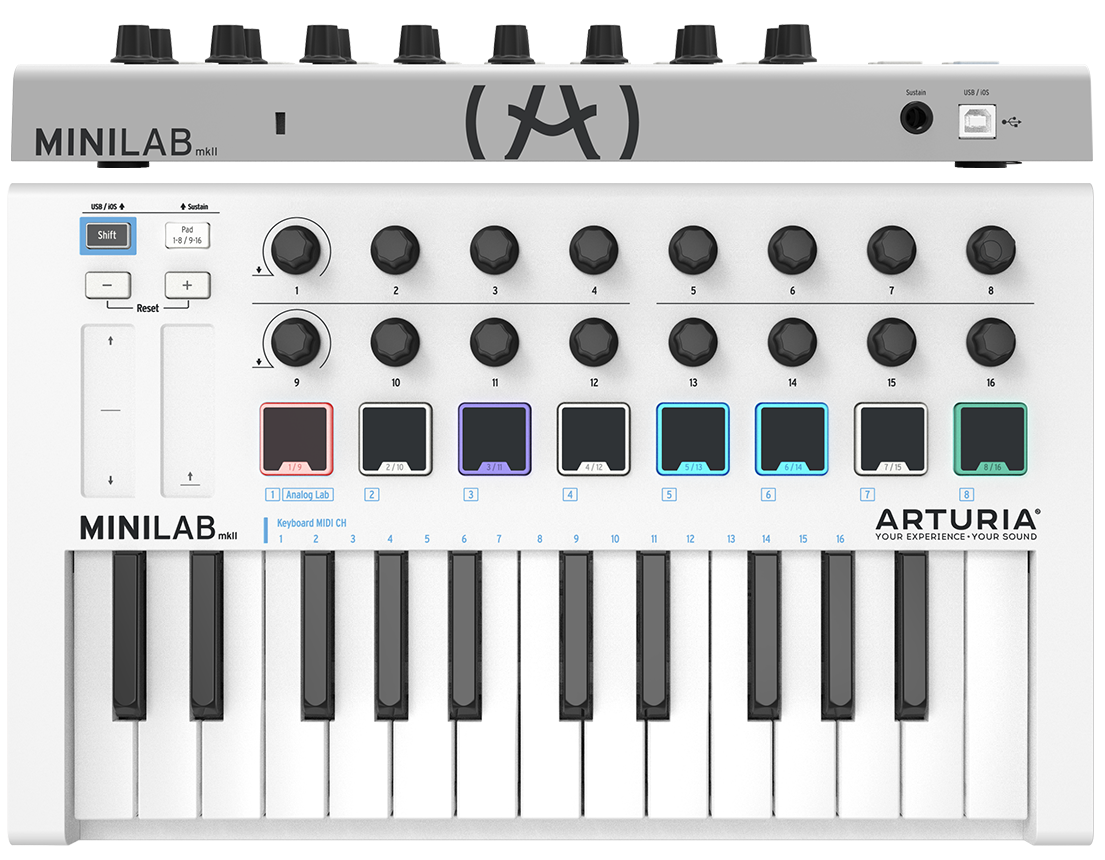 Sustain
USB / iOS
MINILAB mkII
USB / iOS
Sustain
Shift
Pad
1-8 / 9-16
− +
Reset
1 2 3 4 5 6 7 8
9 10 11 12 13 14 15 16
1 / 9 2 / 10 3 / 11 4 / 12 5 / 13 6 / 14 7 / 15 8 / 16
1 Analog Lab 2 3 4 5 6 7 8
MINILAB mkII
Keyboard MIDI CH
1 2 3 4 5 6 7 8 9 10 11 12 13 14 15 16
ARTURIA®
YOUR EXPERIENCE • YOUR SOUND